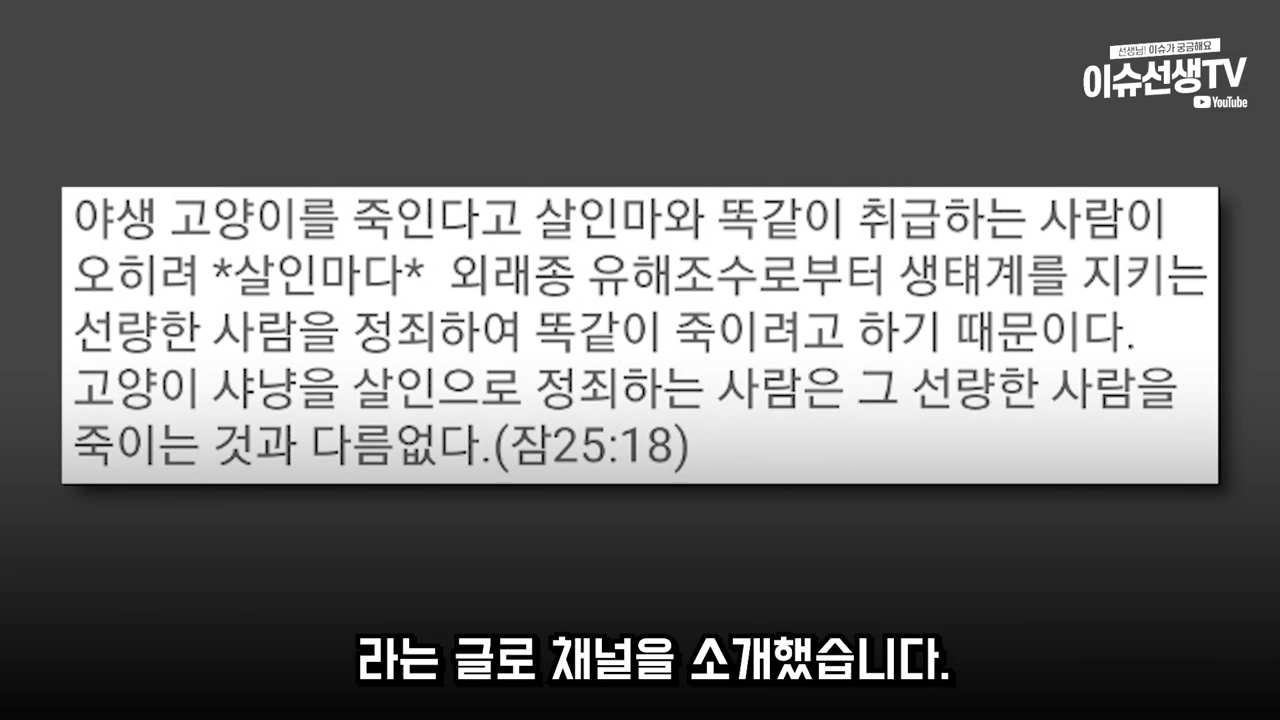 선생님! 이슈가 궁금해요
이슈선생TV
YouTube
야생 고양이를 죽인다고 살인마와 똑같이 취급하는 사람이
오히려 *살인마다* 외래종 유해조수로부터 생턔계를 지키는
선량한 사람을 정죄하여 똑같이 죽이려고 하기 때문이다.
고양이 샤냥을 살인으로 정죄하는 사람은 그 선량한 사람을
죽이는 것과 다름없다.(잠25:18)
라는 글로 채널을 소개했습니다.